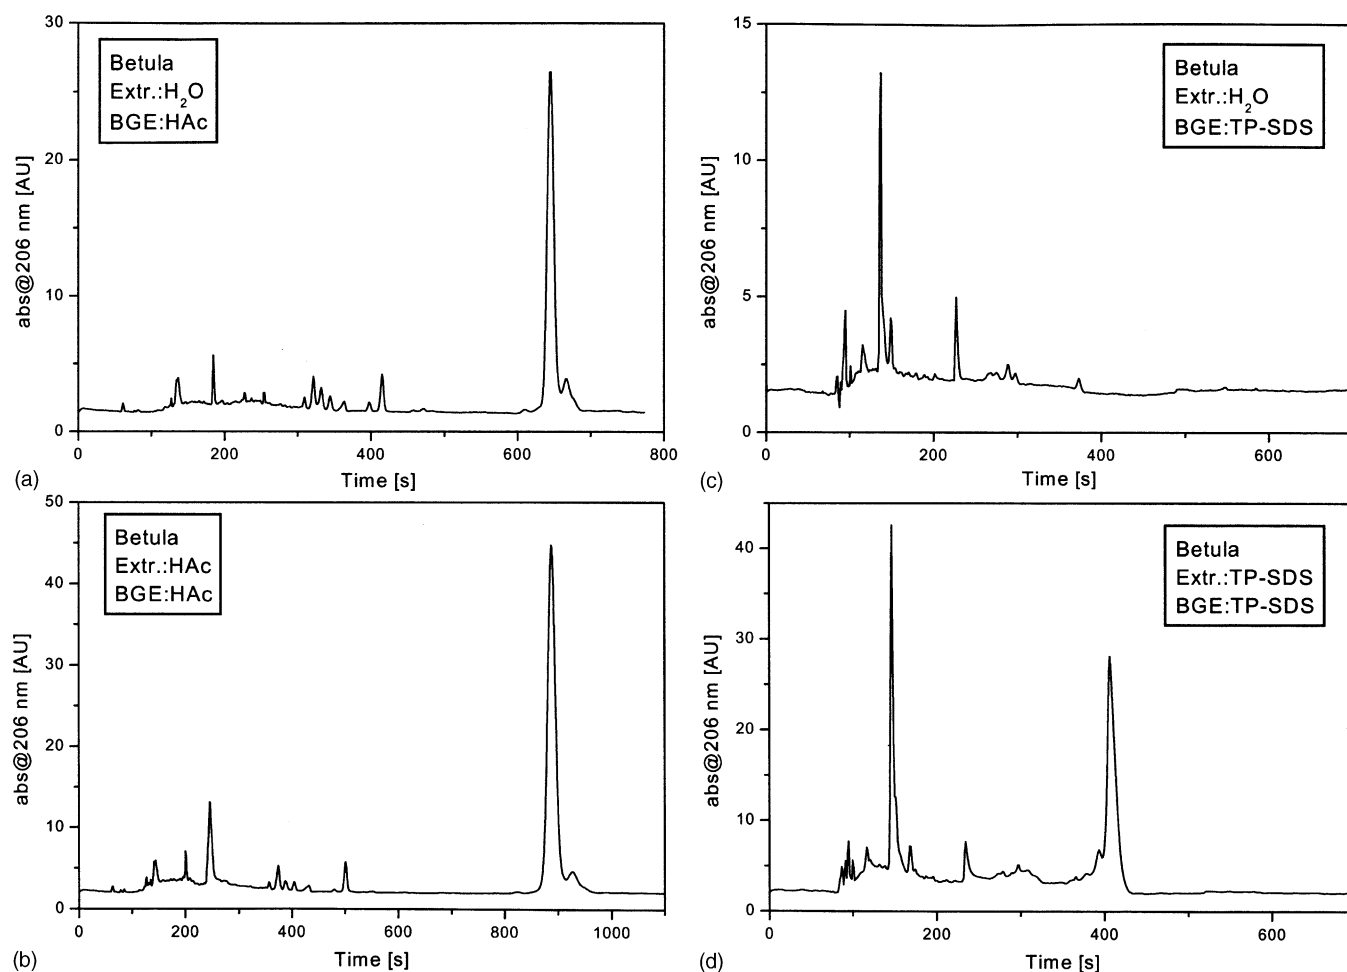 30
20
10
0
abs@206 nm [AU]
Betula
Extr.:H₂O
BGE:HAc
0 200 400 600 800
Time [s]
(a)
15
10
5
0
abs@206 nm [AU]
Betula
Extr.:H₂O
BGE:TP-SDS
0 200 400 600
Time [s]
(c)
50
40
30
20
10
0
abs@206 nm [AU]
Betula
Extr.:HAc
BGE:HAc
0 200 400 600 800 1000
Time [s]
(b)
40
30
20
10
0
abs@206 nm [AU]
Betula
Extr.:TP-SDS
BGE:TP-SDS
0 200 400 600
Time [s]
(d)